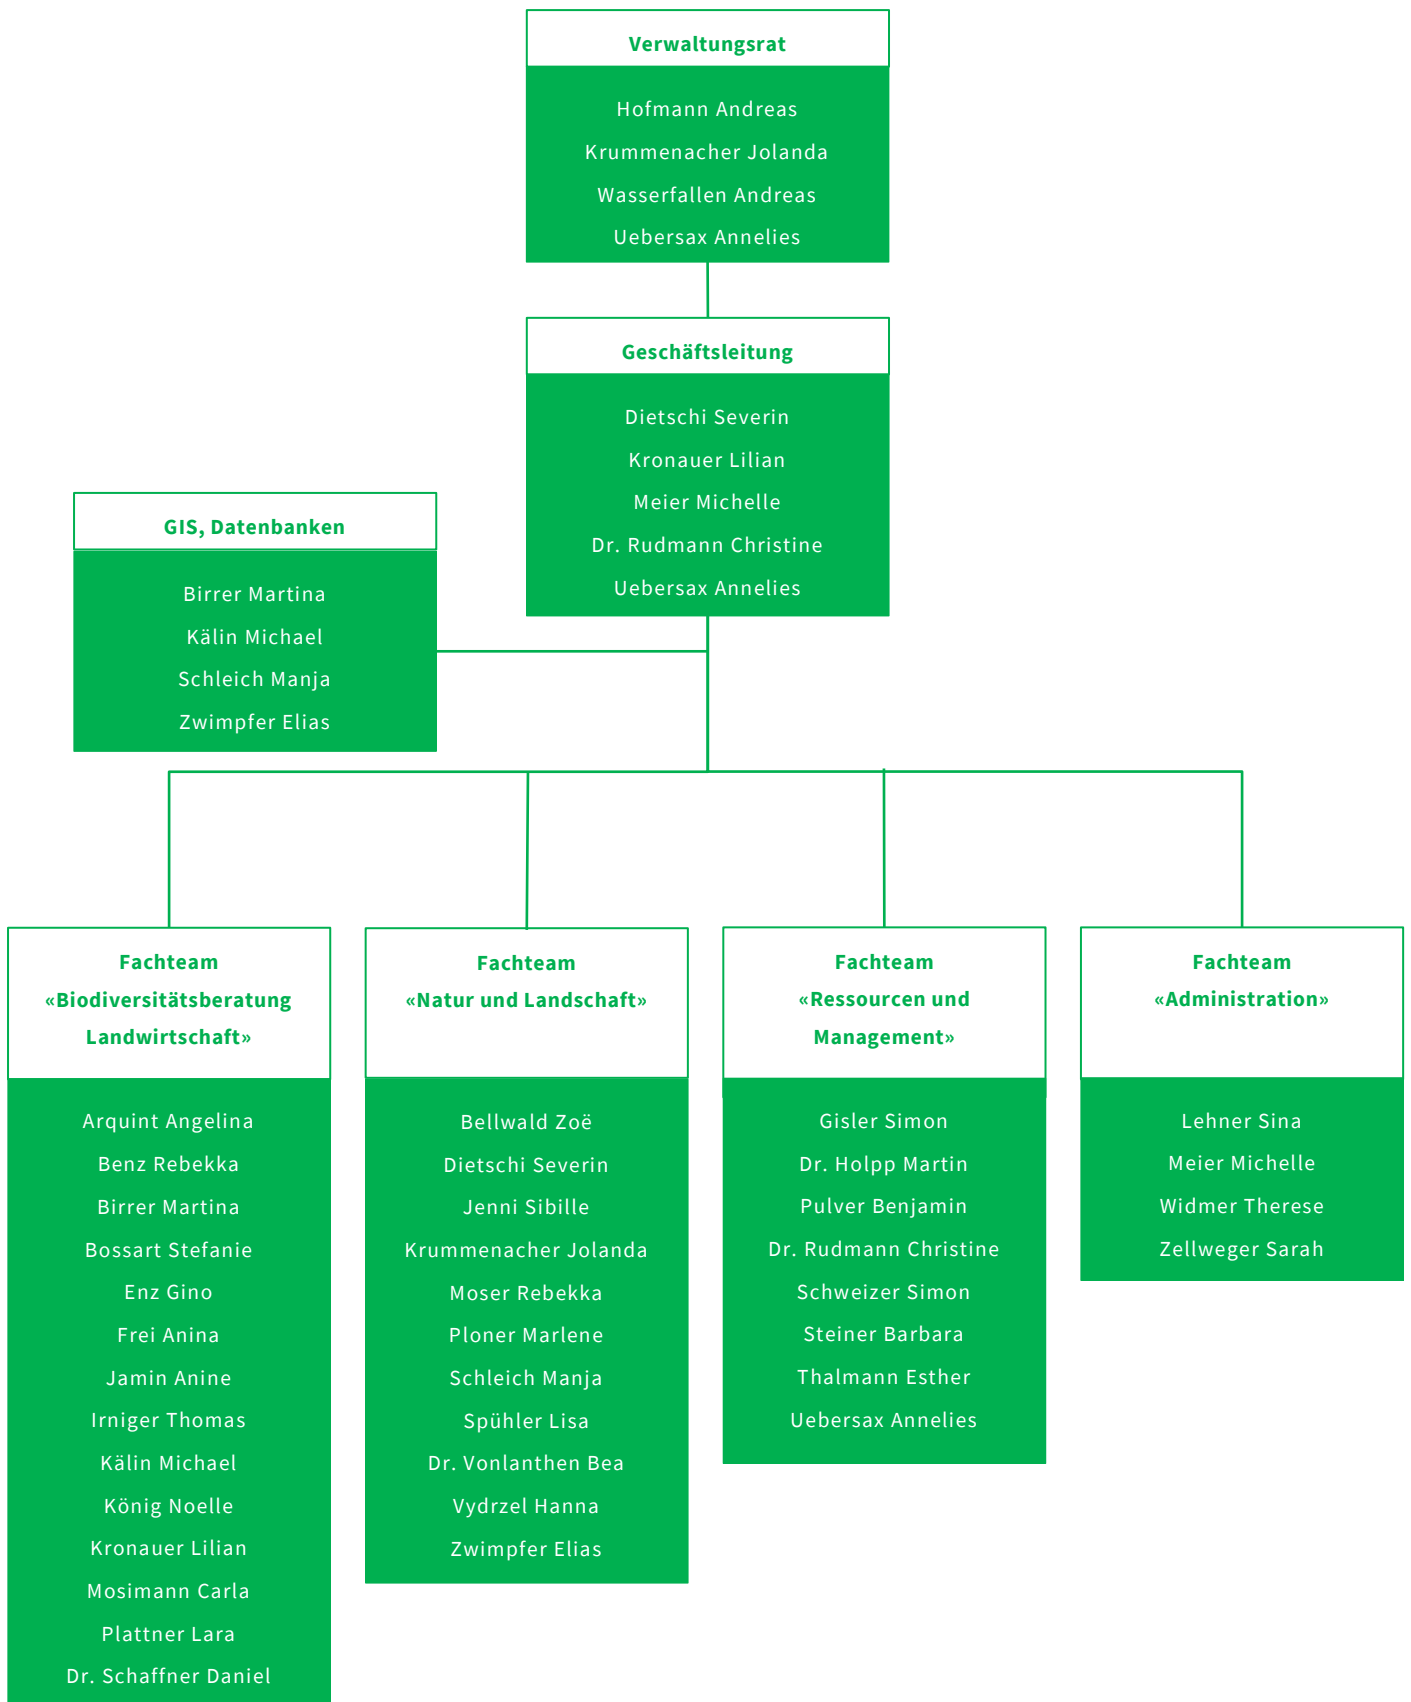 Verwaltungsrat
Hofmann Andreas
Krummenacher Jolanda
Wasserfallen Andreas
Uebersax Annelies
Geschäftsleitung
Dietschi Severin
Kronauer Lilian
Meier Michelle
Dr. Rudmann Christine
Uebersax Annelies
GIS, Datenbanken
Birrer Martina
Kälin Michael
Schleich Manja
Zwimpfer Elias
Fachteam
«Biodiversitätsberatung
Landwirtschaft»
Arquint Angelina
Benz Rebekka
Birrer Martina
Bossart Stefanie
Enz Gino
Frei Anina
Jamin Anine
Irniger Thomas
Kälin Michael
König Noelle
Kronauer Lilian
Mosimann Carla
Plattner Lara
Dr. Schaffner Daniel
Fachteam
«Natur und Landschaft»
Bellwald Zoë
Dietschi Severin
Jenni Sibille
Krummenacher Jolanda
Moser Rebekka
Ploner Marlene
Schleich Manja
Spühler Lisa
Dr. Vonlanthen Bea
Vydrzel Hanna
Zwimpfer Elias
Fachteam
«Ressourcen und
Management»
Gisler Simon
Dr. Holpp Martin
Pulver Benjamin
Dr. Rudmann Christine
Schweizer Simon
Steiner Barbara
Thalmann Esther
Uebersax Annelies
Fachteam
«Administration»
Lehner Sina
Meier Michelle
Widmer Therese
Zellweger Sarah